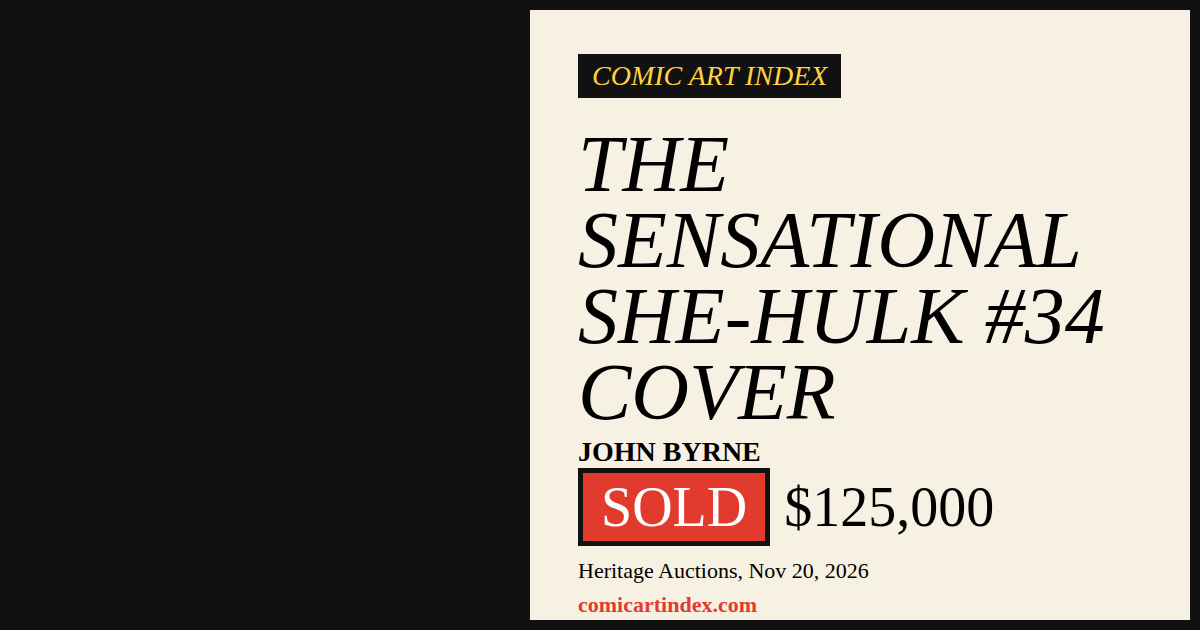 COMIC ART INDEX
THE
SENSATIONAL
SHE-HULK #34
COVER
JOHN BYRNE
SOLD $125,000
Heritage Auctions, Nov 20, 2026
comicartindex.com